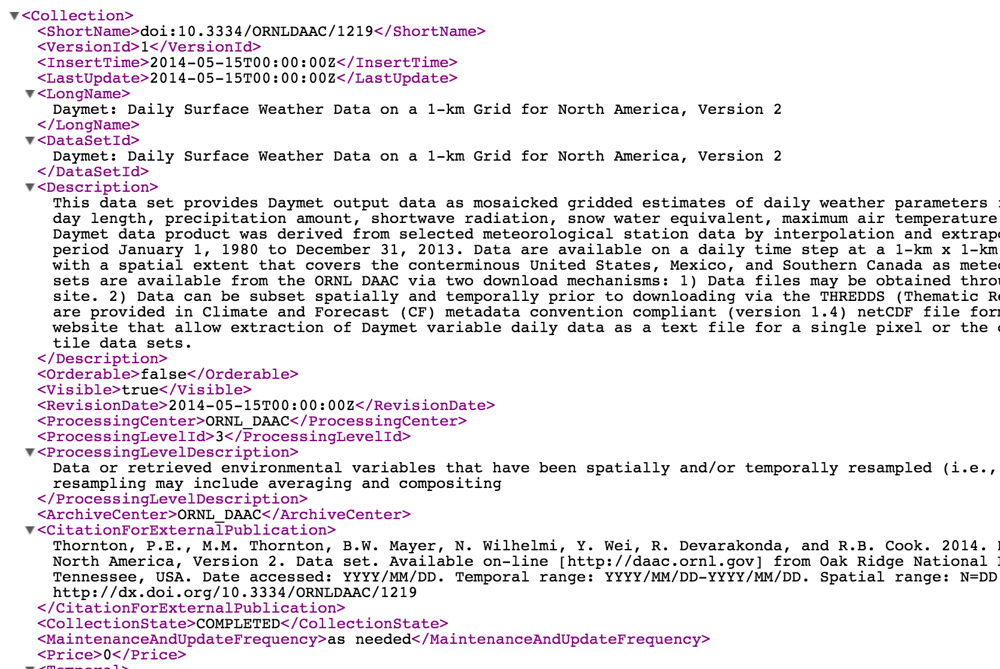 ▼<Collection>
<ShortName>doi:10.3334/ORNLDAAC/1219</ShortName>
<VersionId>1</VersionId>
<InsertTime>2014-05-15T00:00:00Z</InsertTime>
<LastUpdate>2014-05-15T00:00:00Z</LastUpdate>
▼<LongName>
Daymet: Daily Surface Weather Data on a 1-km Grid for North America, Version 2
</LongName>
▼<DataSetId>
Daymet: Daily Surface Weather Data on a 1-km Grid for North America, Version 2
</DataSetId>
▼<Description>
This data set provides Daymet output data as mosaicked gridded estimates of daily weather parameters
day length, precipitation amount, shortwave radiation, snow water equivalent, maximum air temperature
Daymet data product was derived from selected meteorological station data by interpolation and extrap
period January 1, 1980 to December 31, 2013. Data are available on a daily time step at a 1-km x 1-km
with a spatial extent that covers the conterminous United States, Mexico, and Southern Canada as mete
sets are available from the ORNL DAAC via two download mechanisms: 1) Data files may be obtained thro
site. 2) Data can be subset spatially and temporally prior to downloading via the THREDDS (Thematic Re
are provided in Climate and Forecast (CF) metadata convention compliant (version 1.4) netCDF file for
website that allow extraction of Daymet variable daily data as a text file for a single pixel or the
tile data sets.
</Description>
<Orderable>false</Orderable>
<Visible>true</Visible>
<RevisionDate>2014-05-15T00:00:00Z</RevisionDate>
<ProcessingCenter>ORNL_DAAC</ProcessingCenter>
<ProcessingLevelId>3</ProcessingLevelId>
▼<ProcessingLevelDescription>
Data or retrieved environmental variables that have been spatially and/or temporally resampled (i.e.,
resampling may include averaging and compositing
</ProcessingLevelDescription>
<ArchiveCenter>ORNL_DAAC</ArchiveCenter>
▼<CitationForExternalPublication>
Thornton, P.E., M.M. Thornton, B.W. Mayer, N. Wilhelmi, Y. Wei, R. Devarakonda, and R.B. Cook. 2014.
North America, Version 2. Data set. Available on-line [http://daac.ornl.gov] from Oak Ridge National
Tennessee, USA. Date accessed: YYYY/MM/DD. Temporal range: YYYY/MM/DD-YYYY/MM/DD. Spatial range: N=DD
http://dx.doi.org/10.3334/ORNLDAAC/1219
</CitationForExternalPublication>
<CollectionState>COMPLETED</CollectionState>
<MaintenanceAndUpdateFrequency>as needed</MaintenanceAndUpdateFrequency>
<Price>0</Price>
▼<Temporal>